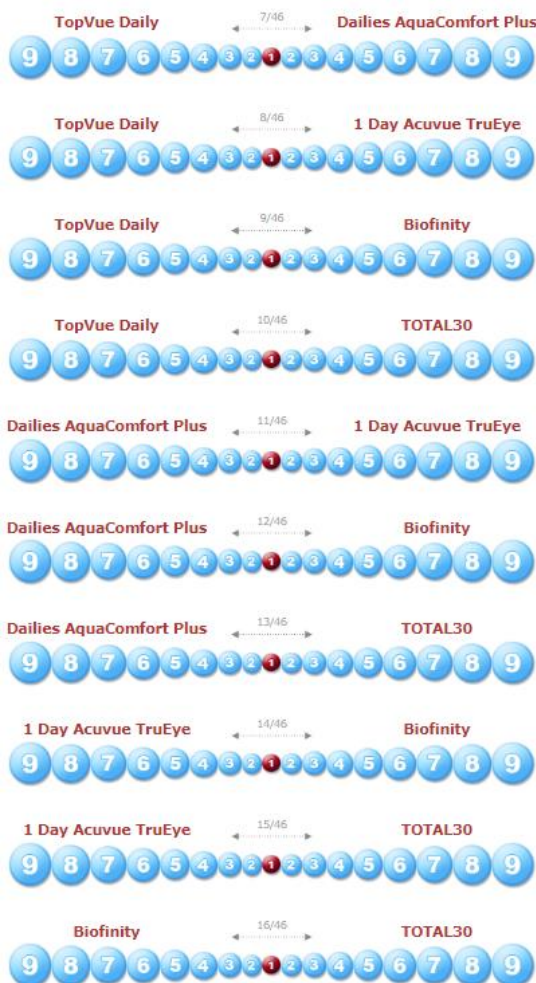 TopVue Daily 7/46 Dailies AquaComfort Plus
9 8 7 6 5 4 3 2 1 2 3 4 5 6 7 8 9
TopVue Daily 8/46 1 Day Acuvue TruEye
9 8 7 6 5 4 3 2 1 2 3 4 5 6 7 8 9
TopVue Daily 9/46 Biofinity
9 8 7 6 5 4 3 2 1 2 3 4 5 6 7 8 9
TopVue Daily 10/46 TOTAL30
9 8 7 6 5 4 3 2 1 2 3 4 5 6 7 8 9
Dailies AquaComfort Plus 11/46 1 Day Acuvue TruEye
9 8 7 6 5 4 3 2 1 2 3 4 5 6 7 8 9
Dailies AquaComfort Plus 12/46 Biofinity
9 8 7 6 5 4 3 2 1 2 3 4 5 6 7 8 9
Dailies AquaComfort Plus 13/46 TOTAL30
9 8 7 6 5 4 3 2 1 2 3 4 5 6 7 8 9
1 Day Acuvue TruEye 14/46 Biofinity
9 8 7 6 5 4 3 2 1 2 3 4 5 6 7 8 9
1 Day Acuvue TruEye 15/46 TOTAL30
9 8 7 6 5 4 3 2 1 2 3 4 5 6 7 8 9
Biofinity 16/46 TOTAL30
9 8 7 6 5 4 3 2 1 2 3 4 5 6 7 8 9